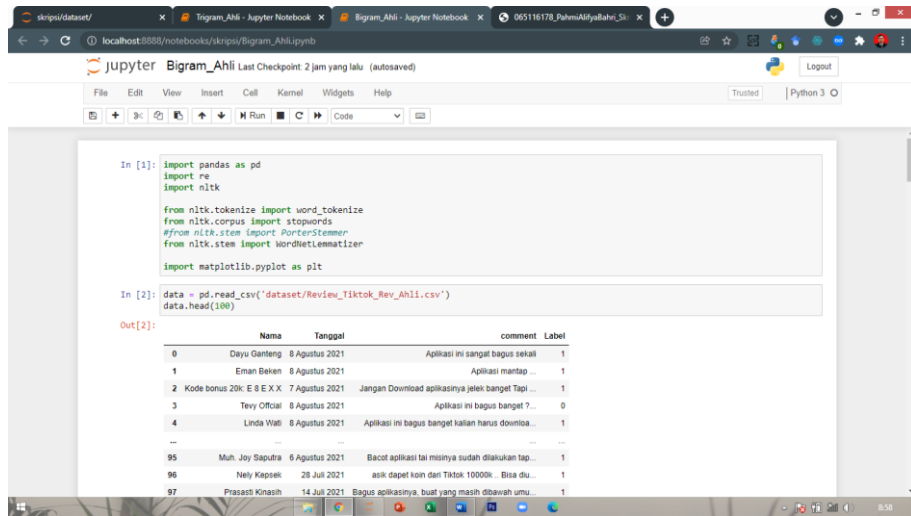 skripsi/dataset/
Trigram_Ahli - Jupyter Notebook
Bigram_Ahli - Jupyter Notebook
065116178_PahmiAlifyaBahri_Skr
localhost:8888/notebooks/skripsi/Bigram_Ahli.ipynb
jupyter Bigram_Ahli Last Checkpoint: 2 jam yang lalu (autosaved)
Logout
File Edit View Insert Cell Kernel Widgets Help
Trusted Python 3
Run Code
In [1]: import pandas as pd
import re
import nltk
from nltk.tokenize import word_tokenize
from nltk.corpus import stopwords
#from nltk.stem import PorterStemmer
from nltk.stem import WordNetLemmatizer
import matplotlib.pyplot as plt
In [2]: data = pd.read_csv('dataset/Review_Tiktok_Rev_Ahli.csv')
data.head(100)
Out[2]:
Nama Tanggal comment Label
0 Dayu Ganteng 8 Agustus 2021 Aplikasi ini sangat bagus sekali 1
1 Eman Beken 8 Agustus 2021 Aplikasi mantap ... 1
2 Kode bonus 20k: E 8 E X X 7 Agustus 2021 Jangan Download aplikasinya jelek banget Tapi ... 1
3 Tevy Offcial 8 Agustus 2021 Aplikasi ini bagus banget ?... 0
4 Linda Wati 8 Agustus 2021 Aplikasi ini bagus banget kalian harus downloa... 1
... ... ... ... ...
95 Muh. Joy Saputra 6 Agustus 2021 Bacot aplikasi tai misinya sudah dilakukan tap... 1
96 Nely Kepsek 28 Juli 2021 asik dapet koin dari Tiktok 10000k .. Bisa diu... 1
97 Prasasti Kinasih 14 Juli 2021 Bagus aplikasinya, buat yang masih dibawah umu... 1
8:58